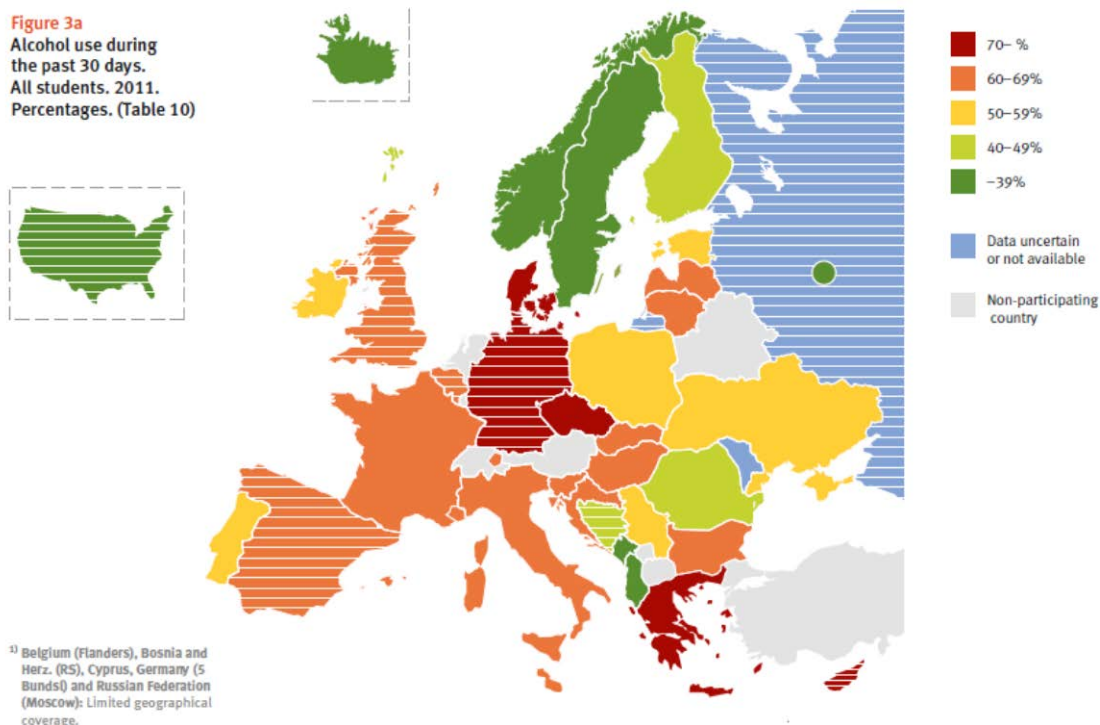 Figure 3a
Alcohol use during
the past 30 days.
All students. 2011.
Percentages. (Table 10)
70– %
60–69%
50–59%
40–49%
–39%
Data uncertain
or not available
Non-participating
country
1) Belgium (Flanders), Bosnia and
Herz. (RS), Cyprus, Germany (5
Bundsl) and Russian Federation
(Moscow): Limited geographical
coverage.